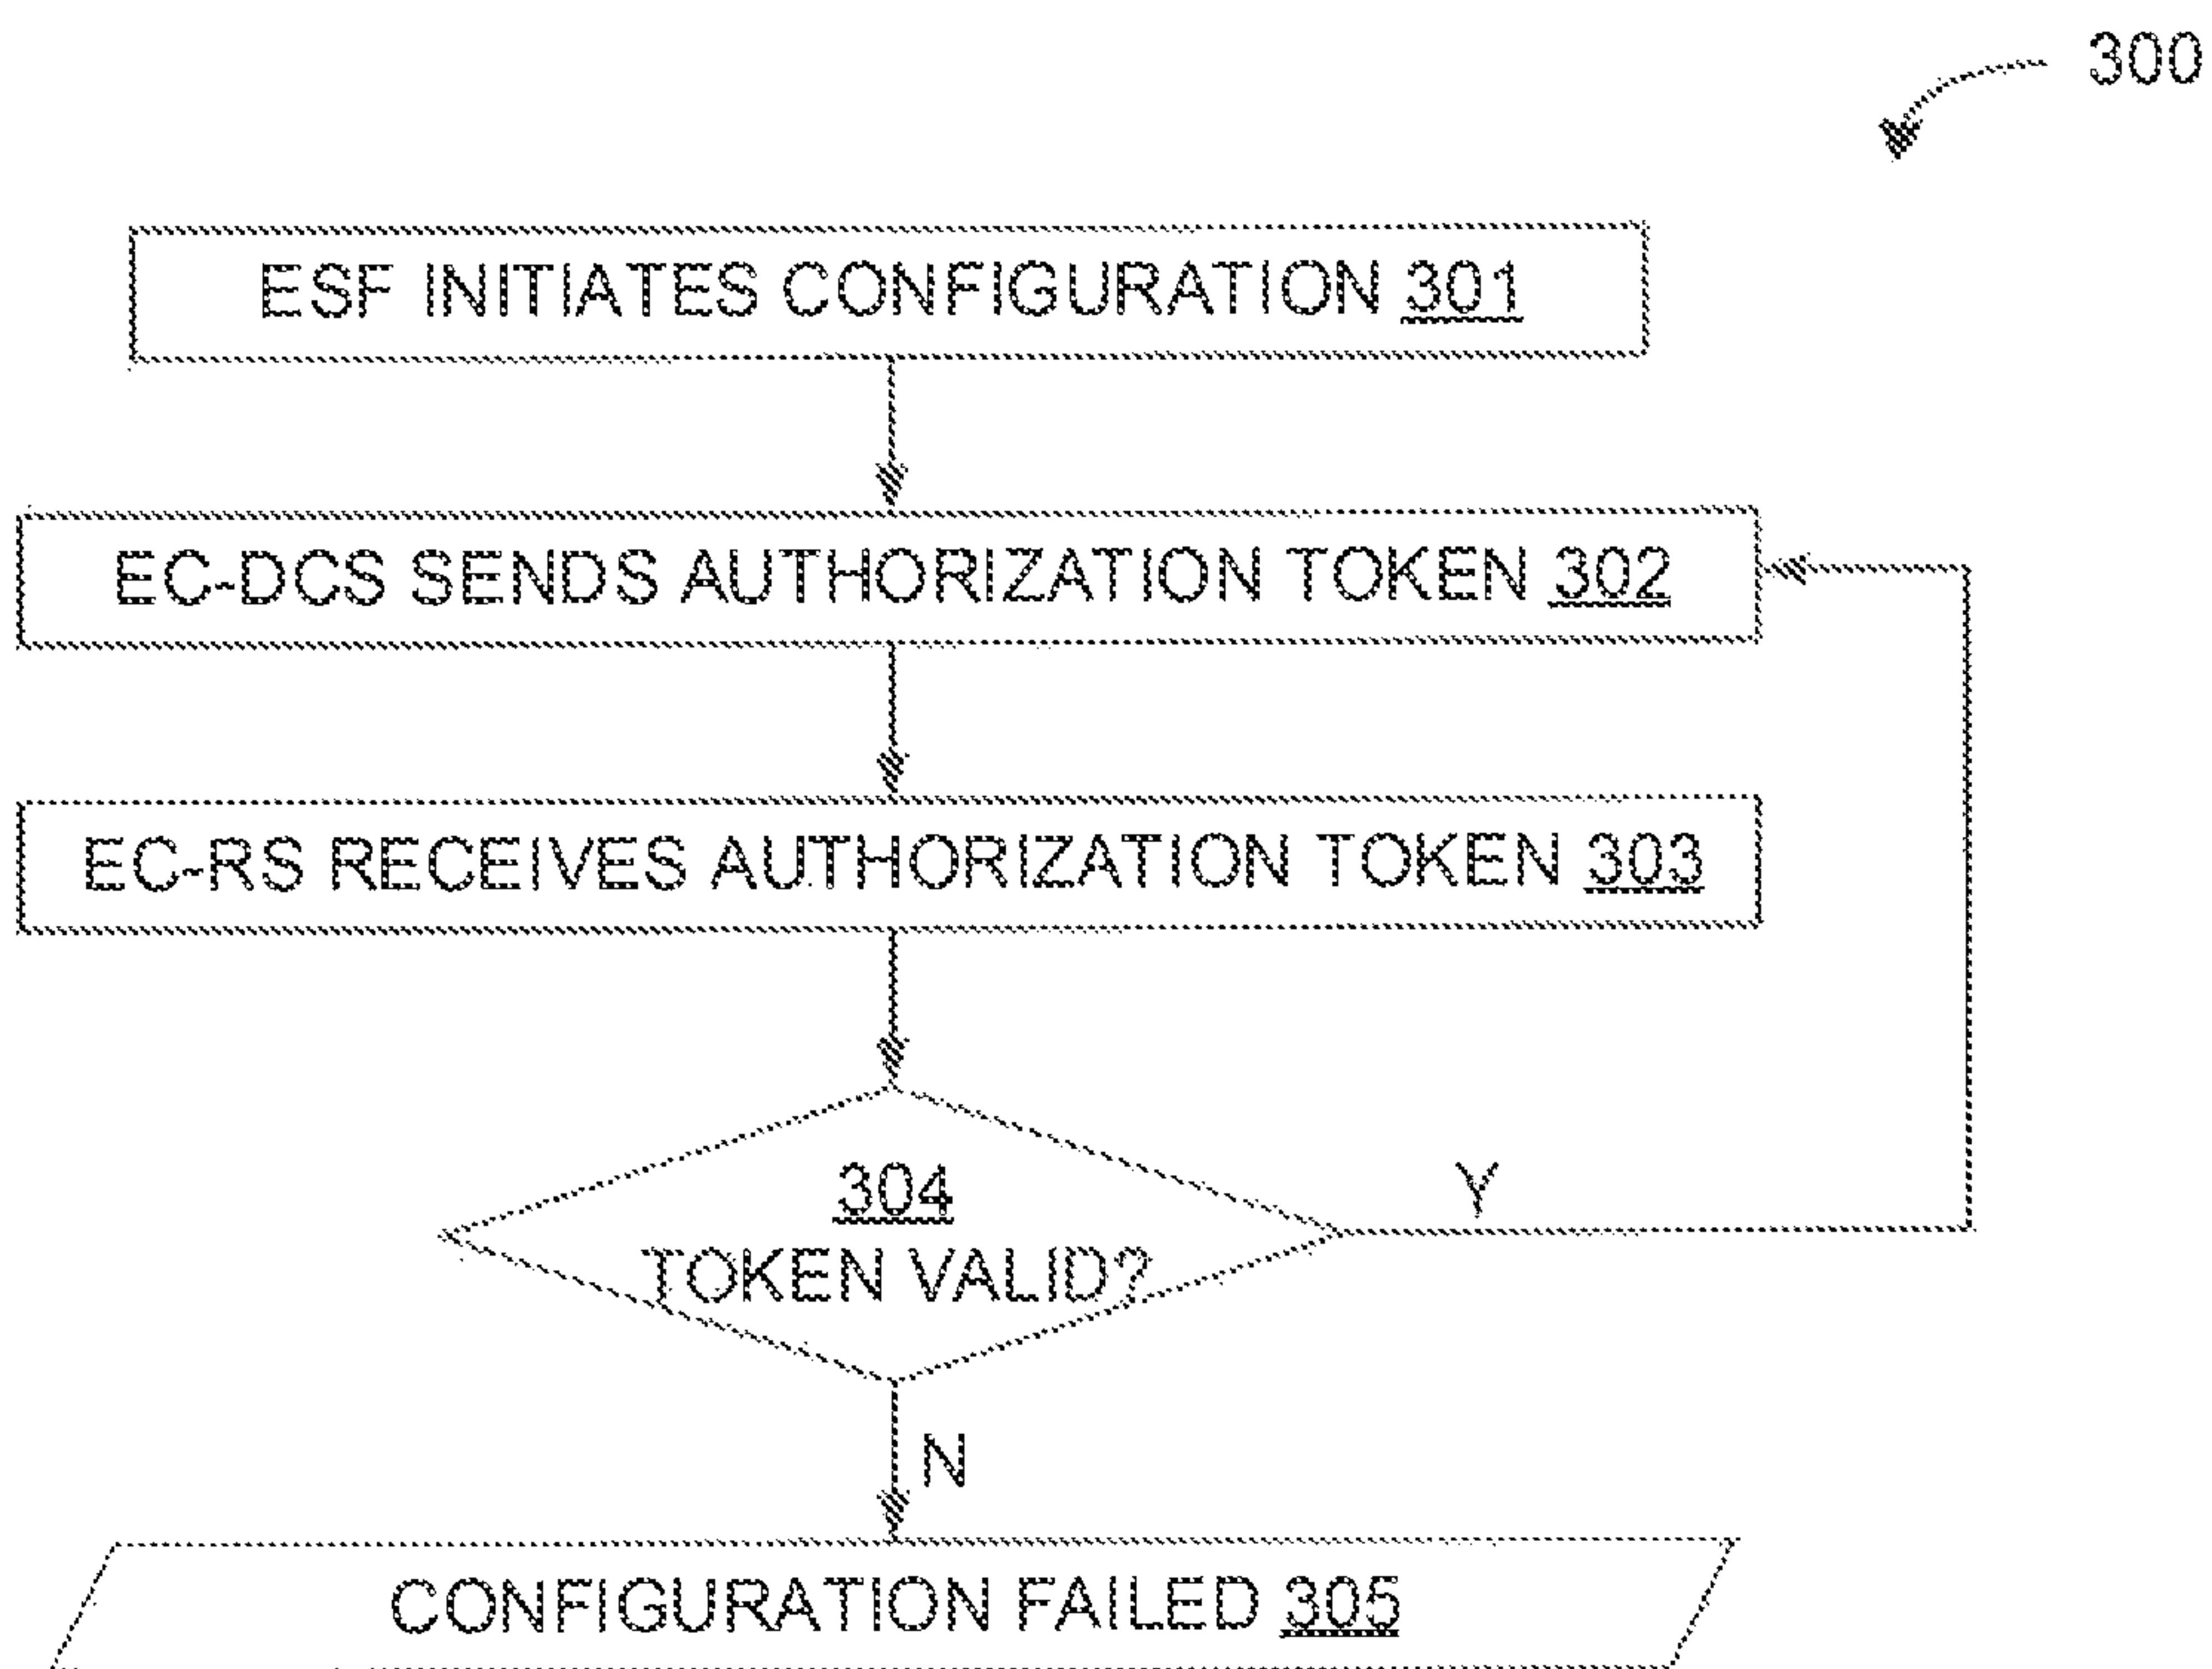 300
ESF INITIATES CONFIGURATION 301
EC-DCS SENDS AUTHORIZATION TOKEN 302
EC-RS RECEIVES AUTHORIZATION TOKEN 303
304
TOKEN VALID?
Y
N
CONFIGURATION FAILED 305